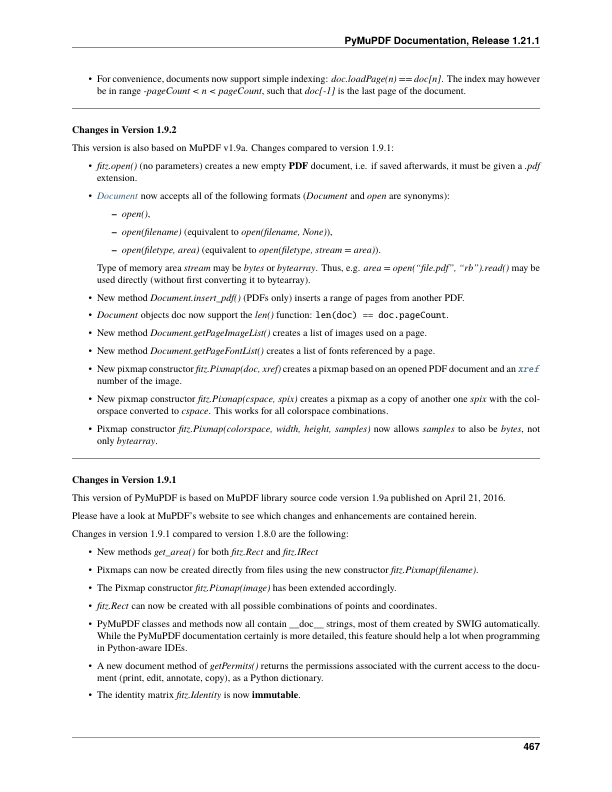 PyMuPDF Documentation, Release 1.21.1
• For convenience, documents now support simple indexing: doc.loadPage(n) == doc[n]. The index may however
be in range -pageCount < n < pageCount, such that doc[-1] is the last page of the document.
Changes in Version 1.9.2
This version is also based on MuPDF v1.9a. Changes compared to version 1.9.1:
• fitz.open() (no parameters) creates a new empty PDF document, i.e. if saved afterwards, it must be given a .pdf
extension.
• Document now accepts all of the following formats (Document and open are synonyms):
– open(),
– open(filename) (equivalent to open(filename, None)),
– open(filetype, area) (equivalent to open(filetype, stream = area)).
Type of memory area stream may be bytes or bytearray. Thus, e.g. area = open(“file.pdf”, “rb”).read() may be
used directly (without first converting it to bytearray).
• New method Document.insert_pdf() (PDFs only) inserts a range of pages from another PDF.
• Document objects doc now support the len() function: len(doc) == doc.pageCount.
• New method Document.getPageImageList() creates a list of images used on a page.
• New method Document.getPageFontList() creates a list of fonts referenced by a page.
• New pixmap constructor fitz.Pixmap(doc, xref) creates a pixmap based on an opened PDF document and an xref
number of the image.
• New pixmap constructor fitz.Pixmap(cspace, spix) creates a pixmap as a copy of another one spix with the col-
orspace converted to cspace. This works for all colorspace combinations.
• Pixmap constructor fitz.Pixmap(colorspace, width, height, samples) now allows samples to also be bytes, not
only bytearray.
Changes in Version 1.9.1
This version of PyMuPDF is based on MuPDF library source code version 1.9a published on April 21, 2016.
Please have a look at MuPDF’s website to see which changes and enhancements are contained herein.
Changes in version 1.9.1 compared to version 1.8.0 are the following:
• New methods get_area() for both fitz.Rect and fitz.IRect
• Pixmaps can now be created directly from files using the new constructor fitz.Pixmap(filename).
• The Pixmap constructor fitz.Pixmap(image) has been extended accordingly.
• fitz.Rect can now be created with all possible combinations of points and coordinates.
• PyMuPDF classes and methods now all contain __doc__ strings, most of them created by SWIG automatically.
While the PyMuPDF documentation certainly is more detailed, this feature should help a lot when programming
in Python-aware IDEs.
• A new document method of getPermits() returns the permissions associated with the current access to the docu-
ment (print, edit, annotate, copy), as a Python dictionary.
• The identity matrix fitz.Identity is now immutable.
467